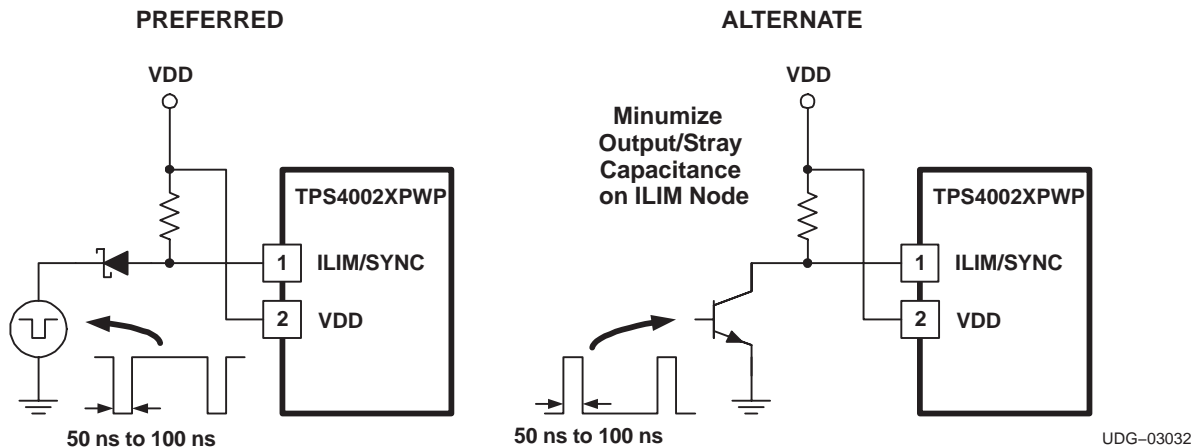 PREFERRED
VDD
TPS4002XPWP
1
ILIM/SYNC
2
VDD
50 ns to 100 ns
ALTERNATE
VDD
Minumize
Output/Stray
Capacitance
on ILIM Node
TPS4002XPWP
1
ILIM/SYNC
2
VDD
50 ns to 100 ns
UDG–03032